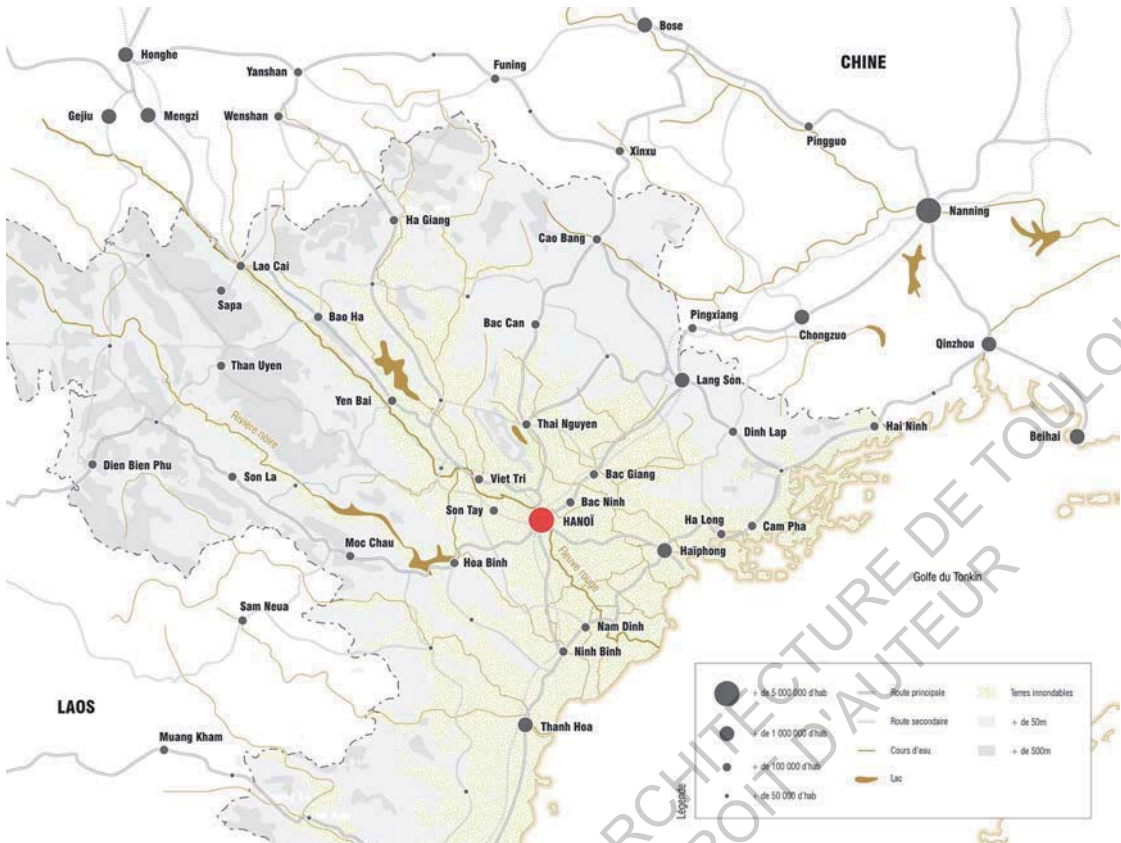 Bose
Honghe
CHINE
Yanshan
Funing
Gejiu
Mengzi
Wenshan
Pingguo
Xinxu
Nanning
Ha Giang
Cao Bang
Lao Cai
Sapa
Bao Ha
Bac Can
Pingxiang
Chongzuo
Qinzhou
Than Uyen
Lang Són
Yen Bai
Rivière noire
Thai Nguyen
Dinh Lap
Hai Ninh
Beihai
Dien Bien Phu
Son La
Viet Tri
Bac Giang
Son Tay
Bac Ninh
HANOÏ
Ha Long
Cam Pha
Moc Chau
Hoa Binh
Haïphong
Fleuve rouge
Golfe du Tonkin
Sam Neua
Nam Dinh
Ninh Binh
LAOS
Thanh Hoa
Muang Kham
Légende
+ de 5 000 000 d'hab
+ de 1 000 000 d'hab
+ de 100 000 d'hab
+ de 50 000 d'hab
Route principale
Route secondaire
Cours d'eau
Lac
Terres innondables
+ de 50m
+ de 500m
ARCHITECTURE DE TOULO
DROIT D'AUTEUR